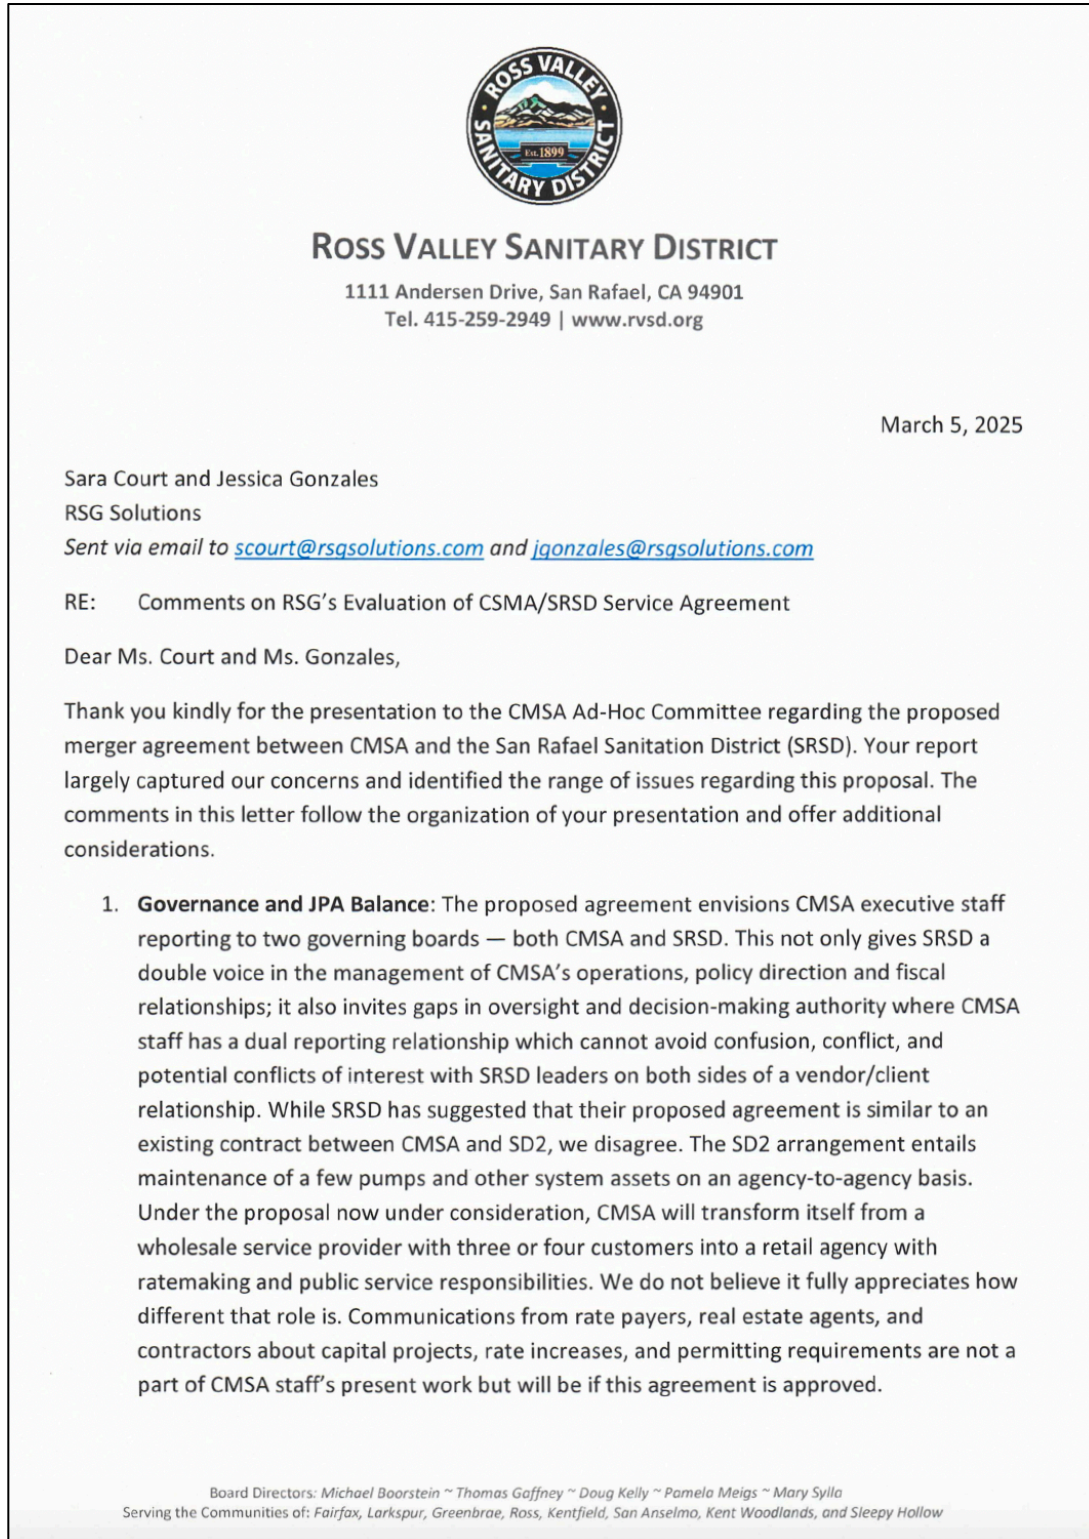 ROSS VALLEY
SANITARY DISTRICT
Est. 1899
ROSS VALLEY SANITARY DISTRICT
1111 Andersen Drive, San Rafael, CA 94901
Tel. 415-259-2949 | www.rvsd.org
March 5, 2025
Sara Court and Jessica Gonzales
RSG Solutions
Sent via email to scourt@rsgsolutions.com and jgonzales@rsgsolutions.com
RE: Comments on RSG's Evaluation of CSMA/SRSD Service Agreement
Dear Ms. Court and Ms. Gonzales,
Thank you kindly for the presentation to the CMSA Ad-Hoc Committee regarding the proposed
merger agreement between CMSA and the San Rafael Sanitation District (SRSD). Your report
largely captured our concerns and identified the range of issues regarding this proposal. The
comments in this letter follow the organization of your presentation and offer additional
considerations.
1. Governance and JPA Balance: The proposed agreement envisions CMSA executive staff
reporting to two governing boards — both CMSA and SRSD. This not only gives SRSD a
double voice in the management of CMSA's operations, policy direction and fiscal
relationships; it also invites gaps in oversight and decision-making authority where CMSA
staff has a dual reporting relationship which cannot avoid confusion, conflict, and
potential conflicts of interest with SRSD leaders on both sides of a vendor/client
relationship. While SRSD has suggested that their proposed agreement is similar to an
existing contract between CMSA and SD2, we disagree. The SD2 arrangement entails
maintenance of a few pumps and other system assets on an agency-to-agency basis.
Under the proposal now under consideration, CMSA will transform itself from a
wholesale service provider with three or four customers into a retail agency with
ratemaking and public service responsibilities. We do not believe it fully appreciates how
different that role is. Communications from rate payers, real estate agents, and
contractors about capital projects, rate increases, and permitting requirements are not a
part of CMSA staff's present work but will be if this agreement is approved.
Board Directors: Michael Boorstein ~ Thomas Gaffney ~ Doug Kelly ~ Pamela Meigs ~ Mary Sylla
Serving the Communities of: Fairfax, Larkspur, Greenbrae, Ross, Kentfield, San Anselmo, Kent Woodlands, and Sleepy Hollow